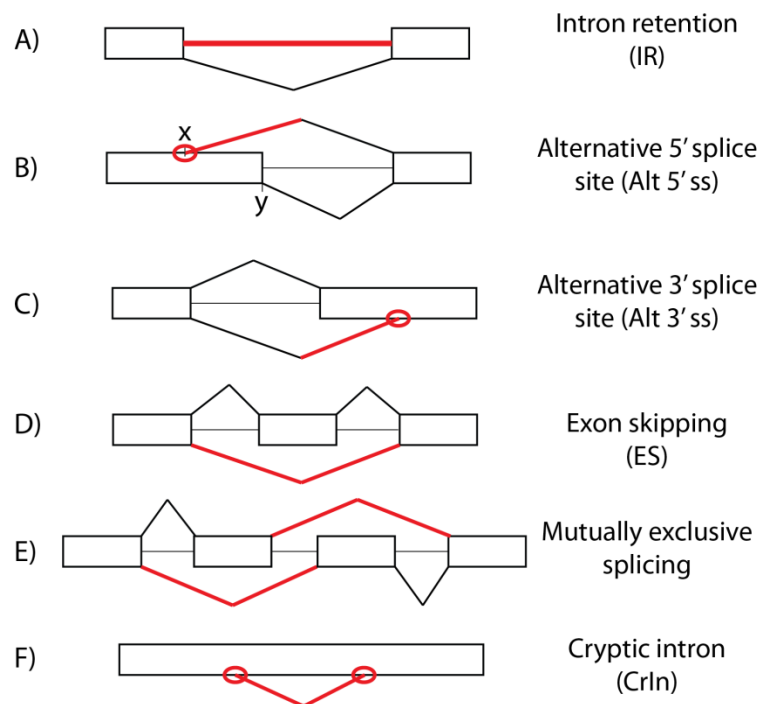 A)
Intron retention
(IR)
x
B)
y
Alternative 5' splice
site (Alt 5' ss)
C)
Alternative 3' splice
site (Alt 3' ss)
D)
Exon skipping
(ES)
E)
Mutually exclusive
splicing
F)
Cryptic intron
(CrIn)